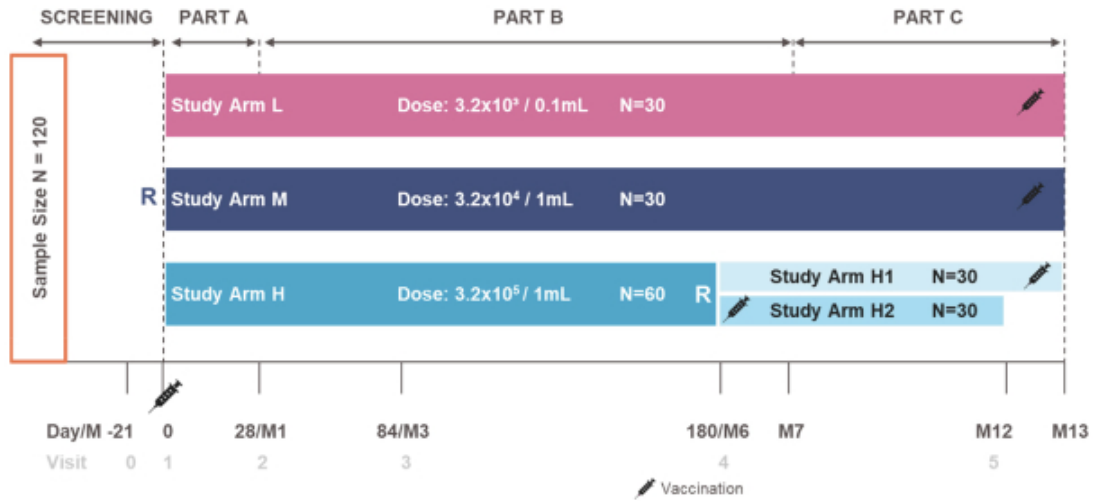 SCREENING PART A PART B PART C
Sample Size N = 120
Study Arm L Dose: 3.2x10³ / 0.1mL N=30
R Study Arm M Dose: 3.2x10⁴ / 1mL N=30
Study Arm H Dose: 3.2x10⁵ / 1mL N=60 R
Study Arm H1 N=30
Study Arm H2 N=30
Day/M -21 0 28/M1 84/M3 180/M6 M7 M12 M13
Visit 0 1 2 3 4 5
Vaccination